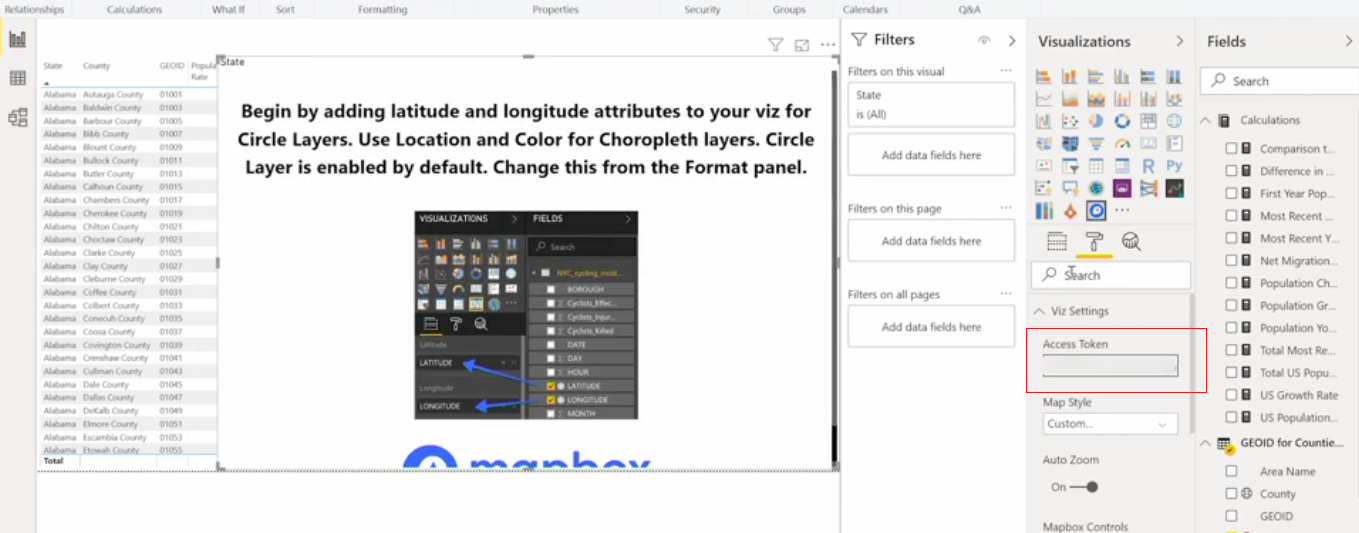 Relationships Calculations What If Sort Formatting Properties Security Groups Calendars Q&A
State County GEOID Popula
Rate
Alabama Autauga County 01001
Alabama Baldwin County 01003
Alabama Barbour County 01005
Alabama Bibb County 01007
Alabama Blount County 01009
Alabama Bullock County 01011
Alabama Butler County 01013
Alabama Calhoun County 01015
Alabama Chambers County 01017
Alabama Cherokee County 01019
Alabama Chilton County 01021
Alabama Choctaw County 01023
Alabama Clarke County 01025
Alabama Clay County 01027
Alabama Cleburne County 01029
Alabama Coffee County 01031
Alabama Colbert County 01033
Alabama Conecuh County 01035
Alabama Coosa County 01037
Alabama Covington County 01039
Alabama Crenshaw County 01041
Alabama Cullman County 01043
Alabama Dale County 01045
Alabama Dallas County 01047
Alabama DeKalb County 01049
Alabama Elmore County 01051
Alabama Escambia County 01053
Alabama Etowah County 01055
Total
State
Begin by adding latitude and longitude attributes to your viz for
Circle Layers. Use Location and Color for Choropleth layers. Circle
Layer is enabled by default. Change this from the Format panel.
VISUALIZATIONS
Latitude
LATITUDE
Longitude
LONGITUDE
FIELDS
Search
NYC_cycling_incid...
BOROUGH
Cyclists_Effec...
Cyclists_Injur...
Cyclists_Killed
DATE
DAY
HOUR
LATITUDE
LONGITUDE
MONTH
mapbox
Filters
Filters on this visual ...
State
is (All)
Add data fields here
Filters on this page ...
Add data fields here
Filters on all pages ...
Add data fields here
Visualizations
R Py
...
Search
Viz Settings
Access Token
Map Style
Custom...
Auto Zoom
On
Mapbox Controls
Fields
Search
Calculations
Comparison t...
Difference in ...
First Year Pop...
Most Recent ...
Most Recent Y...
Net Migration...
Population Ch...
Population Gr...
Population Yo...
Total Most Re...
Total US Popu...
US Growth Rate
US Population...
GEOID for Countie...
Area Name
County
GEOID